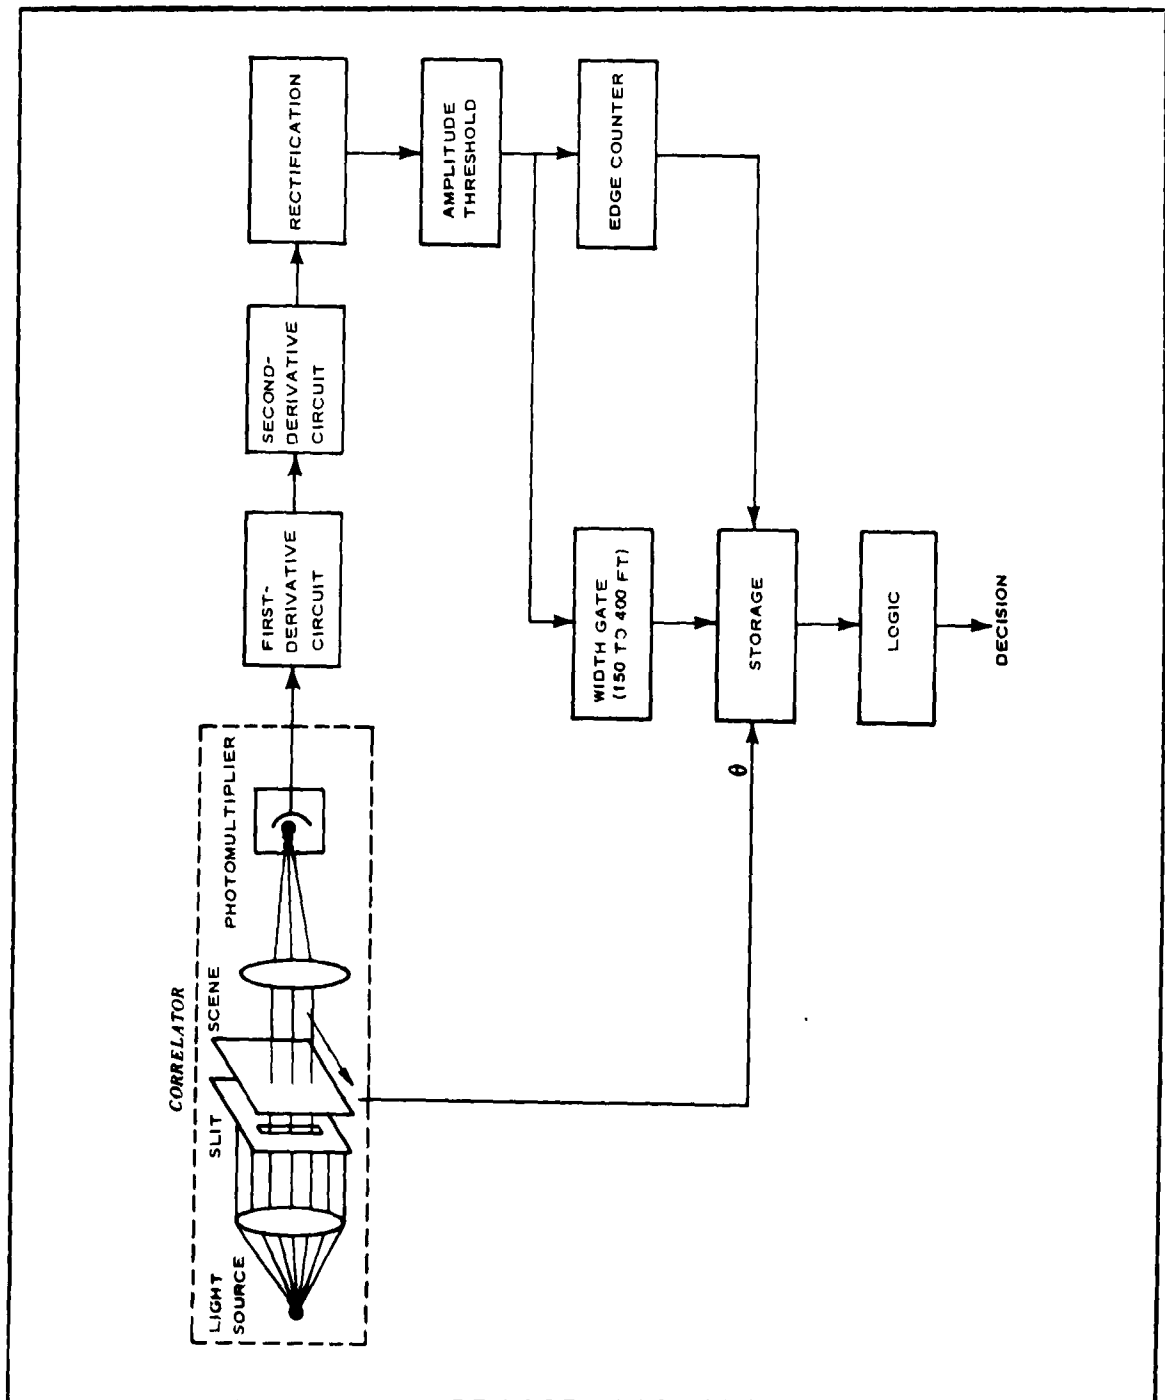 CORRELATOR
LIGHT
SOURCE
SLIT
SCENE
PHOTOMULTIPLIER
FIRST-
DERIVATIVE
CIRCUIT
SECOND-
DERIVATIVE
CIRCUIT
RECTIFICATION
AMPLITUDE
THRESHOLD
EDGE COUNTER
WIDTH GATE
(150 TO 400 FT)
θ
STORAGE
LOGIC
DECISION